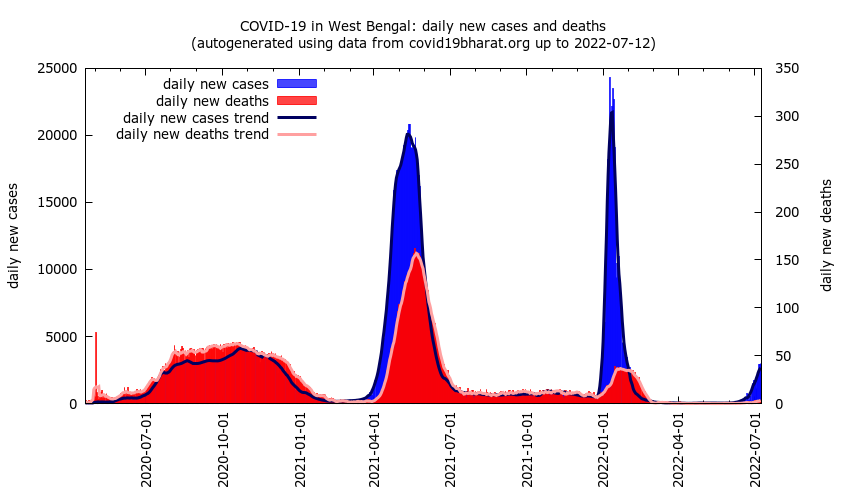 COVID-19 in West Bengal: daily new cases and deaths
(autogenerated using data from covid19bharat.org up to 2022-07-12)
daily new cases
daily new deaths
daily new cases trend
daily new deaths trend
25000
20000
15000
10000
5000
0
daily new cases
350
300
250
200
150
100
50
0
daily new deaths
2020-07-01
2020-10-01
2021-01-01
2021-04-01
2021-07-01
2021-10-01
2022-01-01
2022-04-01
2022-07-01